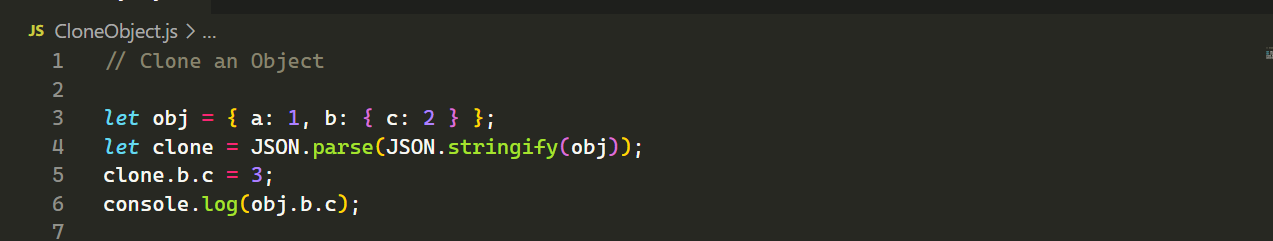 JS CloneObject.js > ...
1 // Clone an Object
2
3 let obj = { a: 1, b: { c: 2 } };
4 let clone = JSON.parse(JSON.stringify(obj));
5 clone.b.c = 3;
6 console.log(obj.b.c);
7